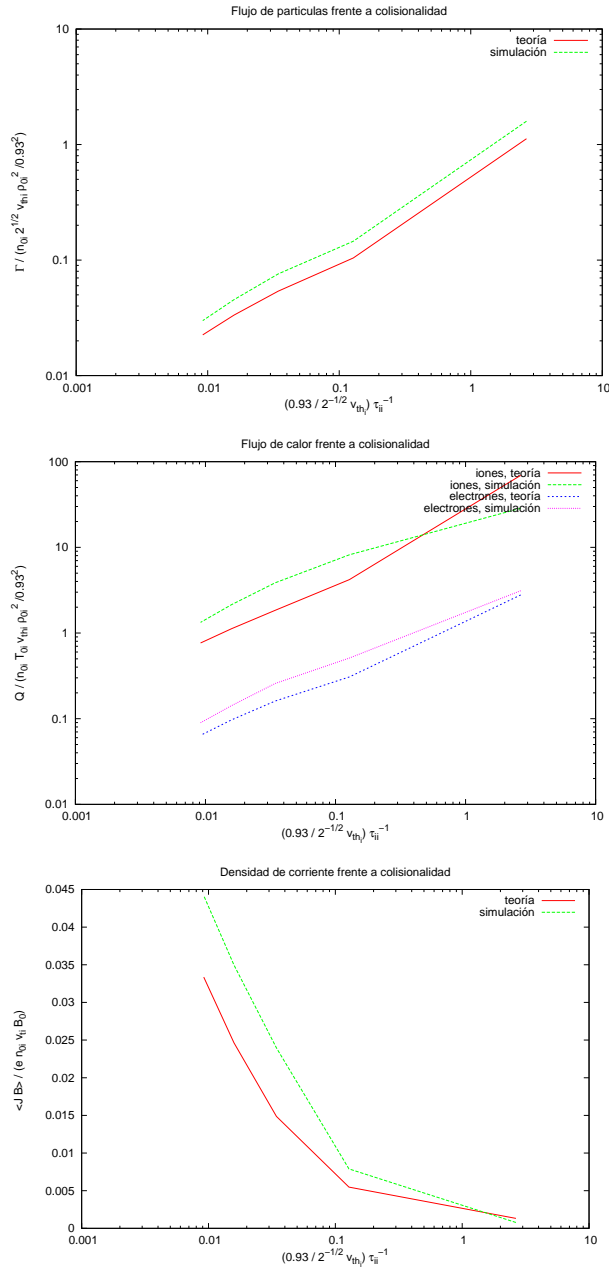 Flujo de particulas frente a colisionalidad
10
1
0.1
0.01
Γ / (n0i 2^1/2 vthi ρ0i^2 /0.93^2)
teoría
simulación
0.001
0.01
0.1
1
10
(0.93 / 2^-1/2 vthi) τii^-1
Flujo de calor frente a colisionalidad
100
10
1
0.1
0.01
Q / (n0i T0i vthi ρ0i^2 /0.93^2)
iones, teoría
iones, simulación
electrones, teoría
electrones, simulación
0.001
0.01
0.1
1
10
(0.93 / 2^-1/2 vthi) τii^-1
Densidad de corriente frente a colisionalidad
0.045
0.04
0.035
0.03
0.025
0.02
0.015
0.01
0.005
0
<J B> / (e n0i vti B0)
teoría
simulación
0.001
0.01
0.1
1
10
(0.93 / 2^-1/2 vthi) τii^-1